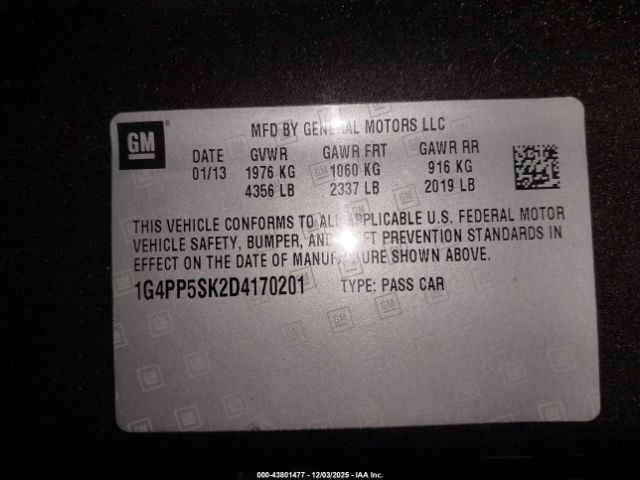 GM ®
MFD BY GENERAL MOTORS LLC
DATE GVWR GAWR FRT GAWR RR
01/13 1976 KG 1060 KG 916 KG
4356 LB 2337 LB 2019 LB
THIS VEHICLE CONFORMS TO ALL APPLICABLE U.S. FEDERAL MOTOR
VEHICLE SAFETY, BUMPER, AND THEFT PREVENTION STANDARDS IN
EFFECT ON THE DATE OF MANUFACTURE SHOWN ABOVE.
1G4PP5SK2D4170201 TYPE: PASS CAR
000-43801477 - 12/03/2025 - IAA Inc.